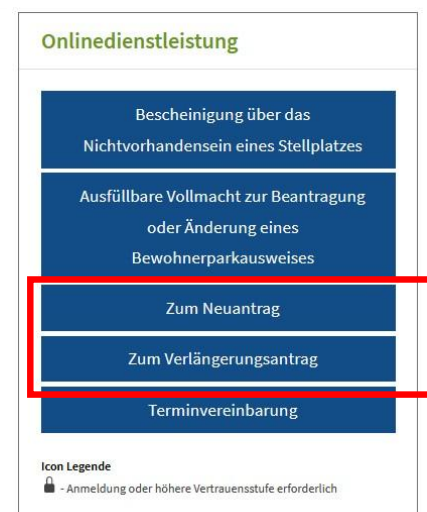 Onlinedienstleistung
Bescheinigung über das
Nichtvorhandensein eines Stellplatzes
Ausfüllbare Vollmacht zur Beantragung
oder Änderung eines
Bewohnerparkausweises
Zum Neuantrag
Zum Verlängerungsantrag
Terminvereinbarung
Icon Legende
- Anmeldung oder höhere Vertrauensstufe erforderlich